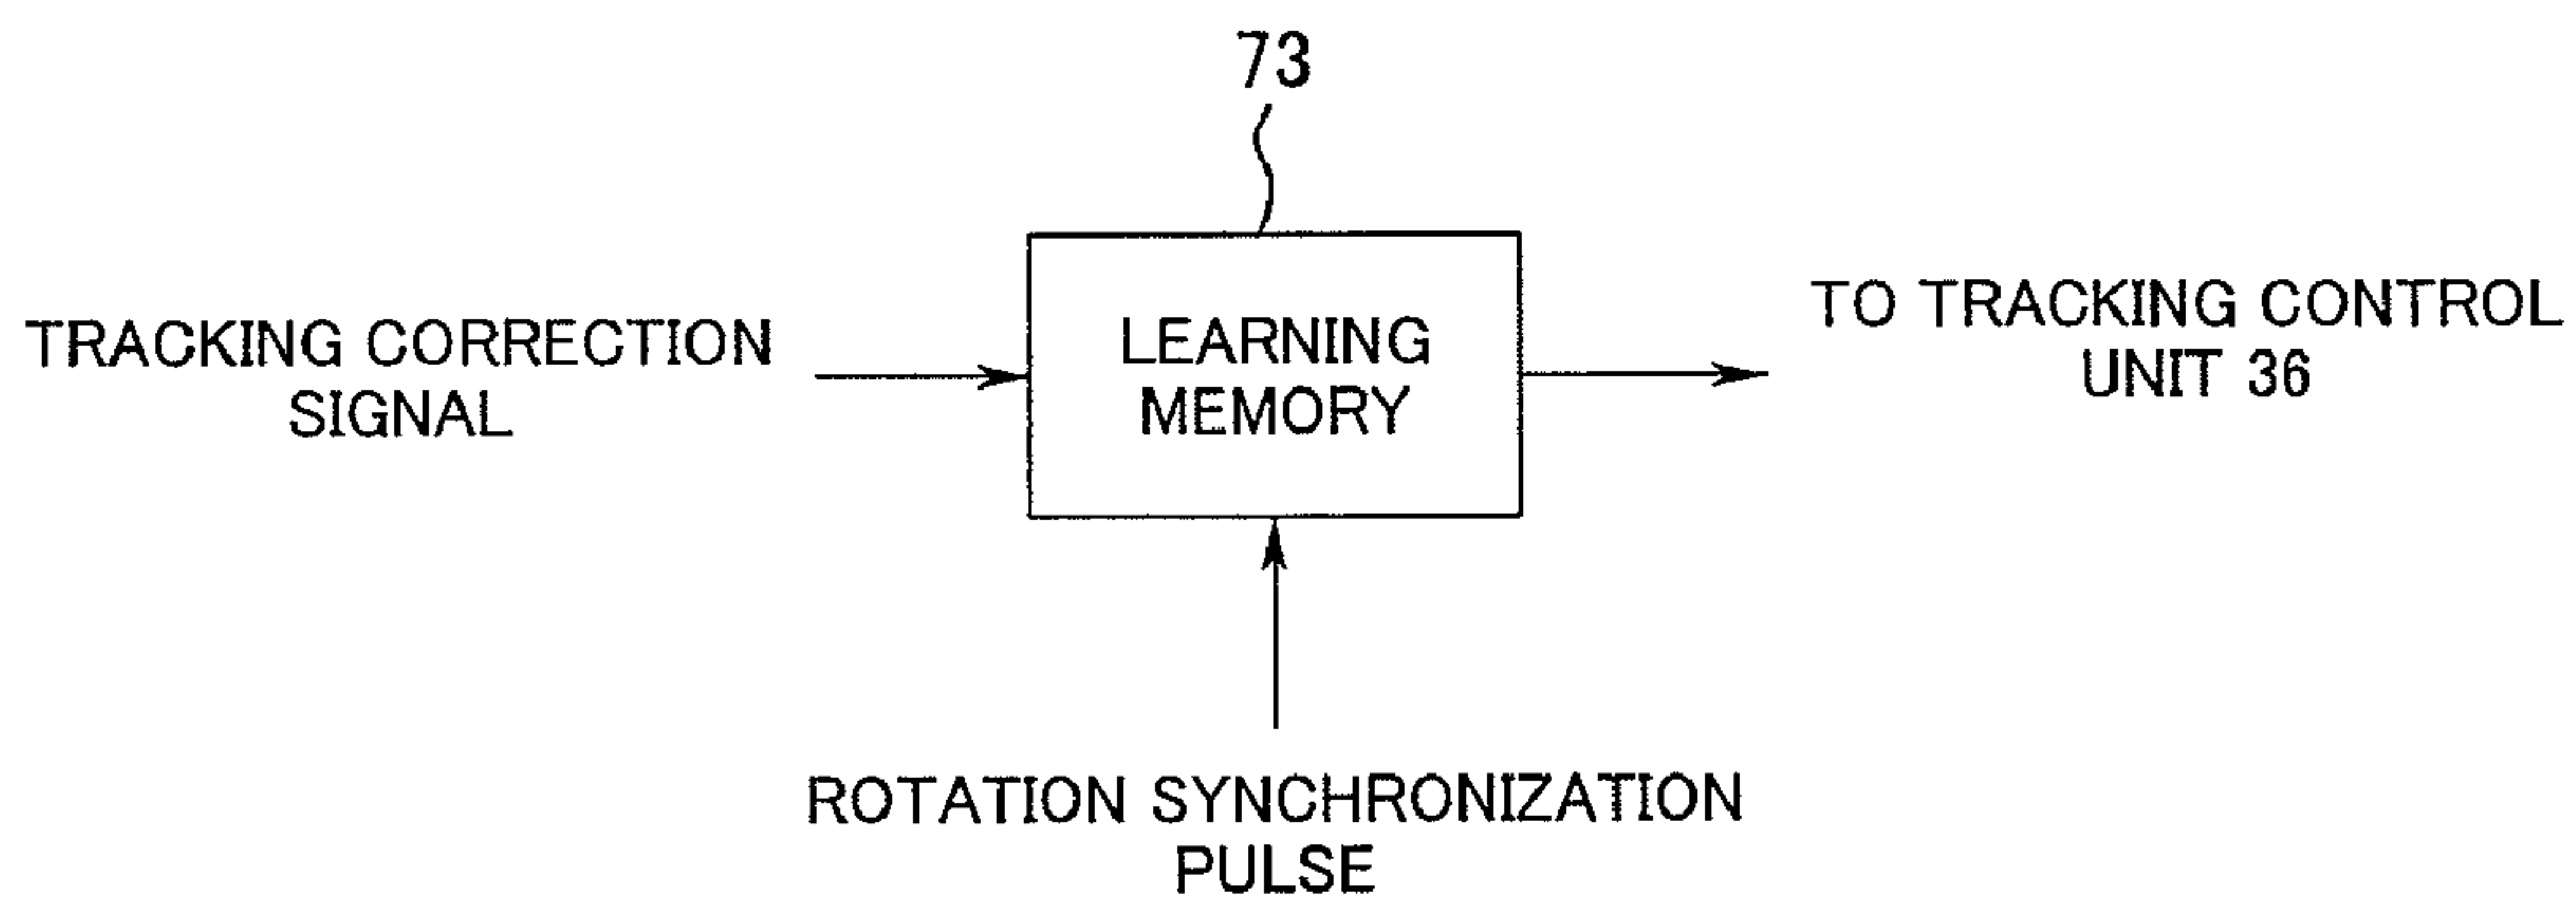 73
TRACKING CORRECTION
SIGNAL
LEARNING
MEMORY
TO TRACKING CONTROL
UNIT 36
ROTATION SYNCHRONIZATION
PULSE